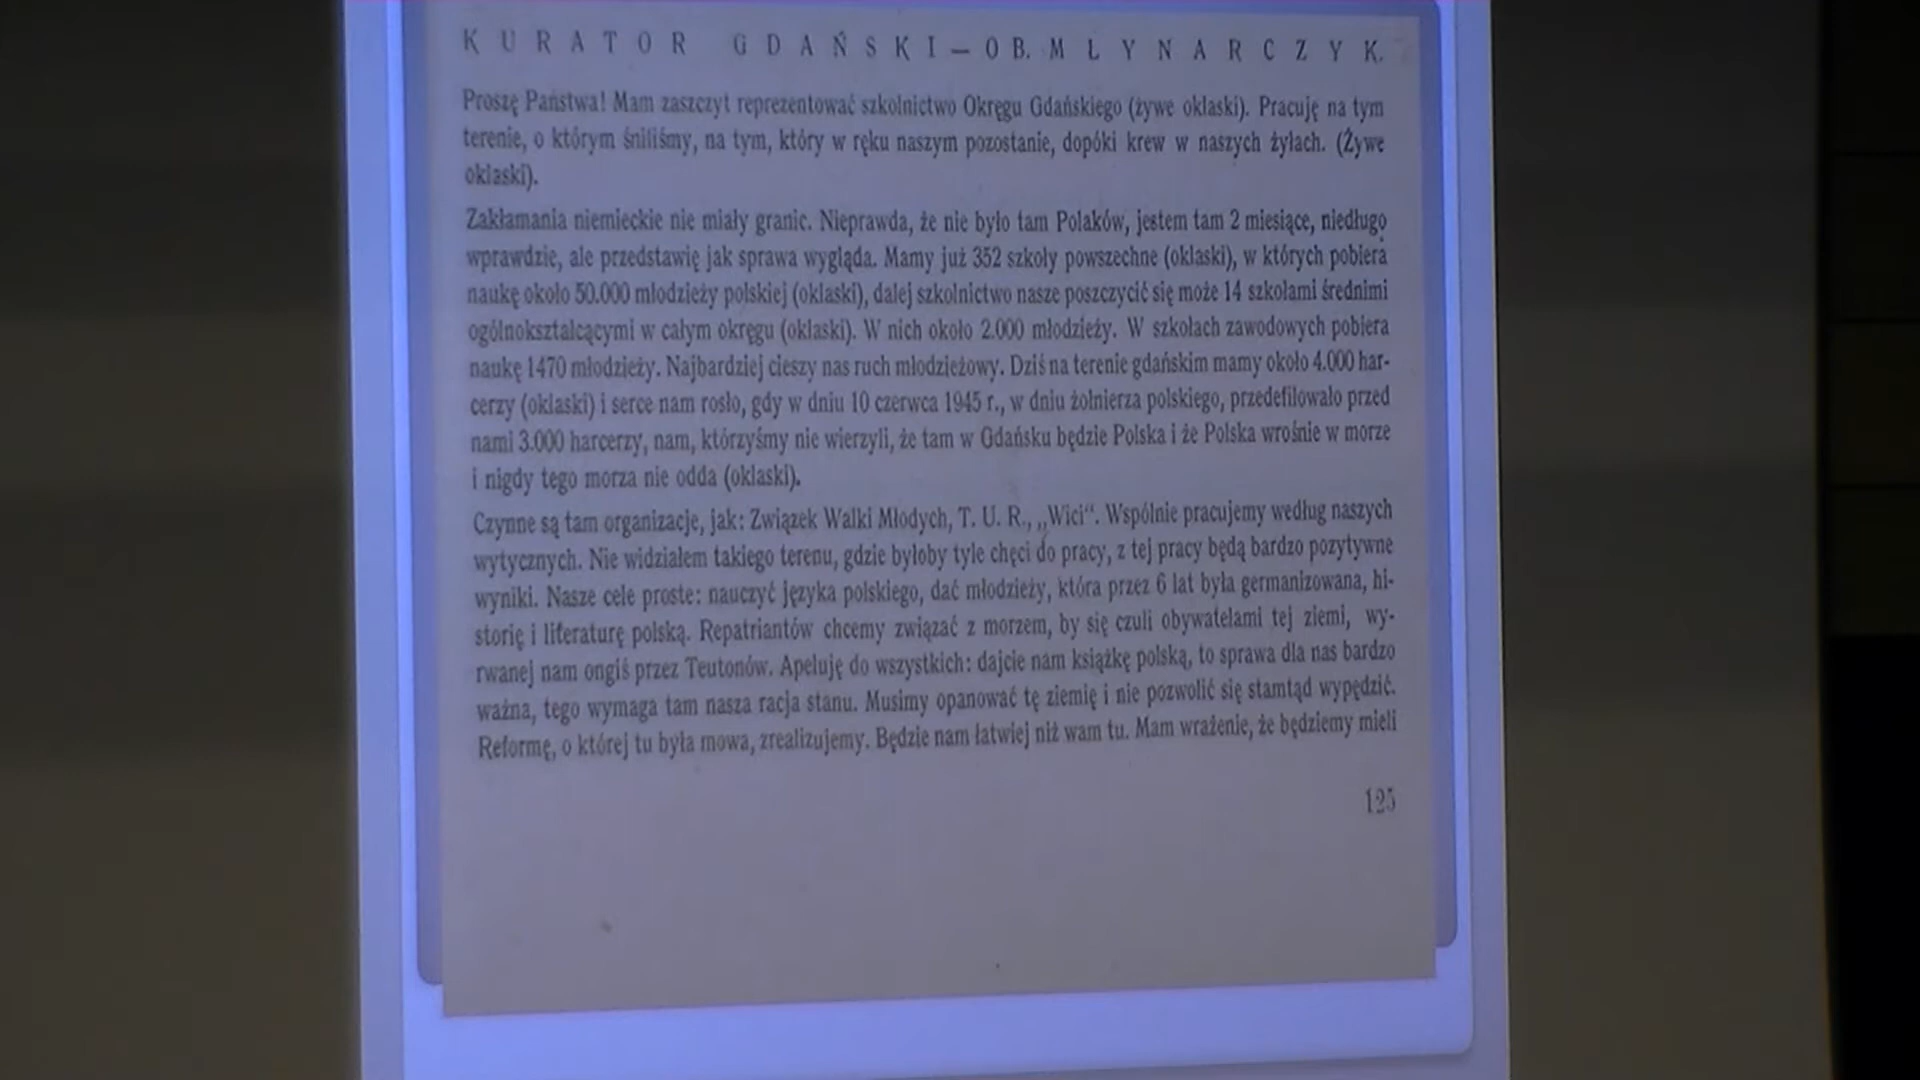 KURATOR GDAŃSKI — OB. MŁYNARCZYK.
Proszę Państwa! Mam zaszczyt reprezentować szkolnictwo Okręgu Gdańskiego (żywe oklaski). Pracuję na tym
terenie, o którym śniliśmy, na tym, który w ręku naszym pozostanie, dopóki krew w naszych żyłach. (Żywe
oklaski).
Zakłamania niemieckie nie miały granic. Nieprawda, że nie było tam Polaków, jestem tam 2 miesiące, niedługo
wprawdzie, ale przedstawię jak sprawa wygląda. Mamy już 352 szkoły powszechne (oklaski), w których pobiera
naukę około 50.000 młodzieży polskiej (oklaski), dalej szkolnictwo nasze poszczycić się może 14 szkołami średnimi
ogólnokształcącymi w całym okręgu (oklaski). W nich około 2.000 młodzieży. W szkołach zawodowych pobiera
naukę 1470 młodzieży. Najbardziej cieszy nas ruch młodzieżowy. Dziś na terenie gdańskim mamy około 4.000 har-
cerzy (oklaski) i serce nam rosło, gdy w dniu 10 czerwca 1945 r., w dniu żołnierza polskiego, przedefilowało przed
nami 3.000 harcerzy, nam, którzyśmy nie wierzyli, że tam w Gdańsku będzie Polska i że Polska wrośnie w morze
i nigdy tego morza nie odda (oklaski).
Czynne są tam organizacje, jak: Związek Walki Młodych, T. U. R., „Wici“. Wspólnie pracujemy według naszych
wytycznych. Nie widziałem takiego terenu, gdzie byłoby tyle chęci do pracy, z tej pracy będą bardzo pozytywne
wyniki. Nasze cele proste: nauczyć języka polskiego, dać młodzieży, która przez 6 lat była germanizowana, hi-
storię i literaturę polską. Repatriantów chcemy związać z morzem, by się czuli obywatelami tej ziemi, wy-
rwanej nam ongiś przez Teutonów. Apeluję do wszystkich: dajcie nam książkę polską, to sprawa dla nas bardzo
ważna, tego wymaga tam nasza racja stanu. Musimy opanować tę ziemię i nie pozwolić się stamtąd wypędzić.
Reformę, o której tu była mowa, zrealizujemy. Będzie nam łatwiej niż wam tu. Mam wrażenie, że będziemy mieli
125